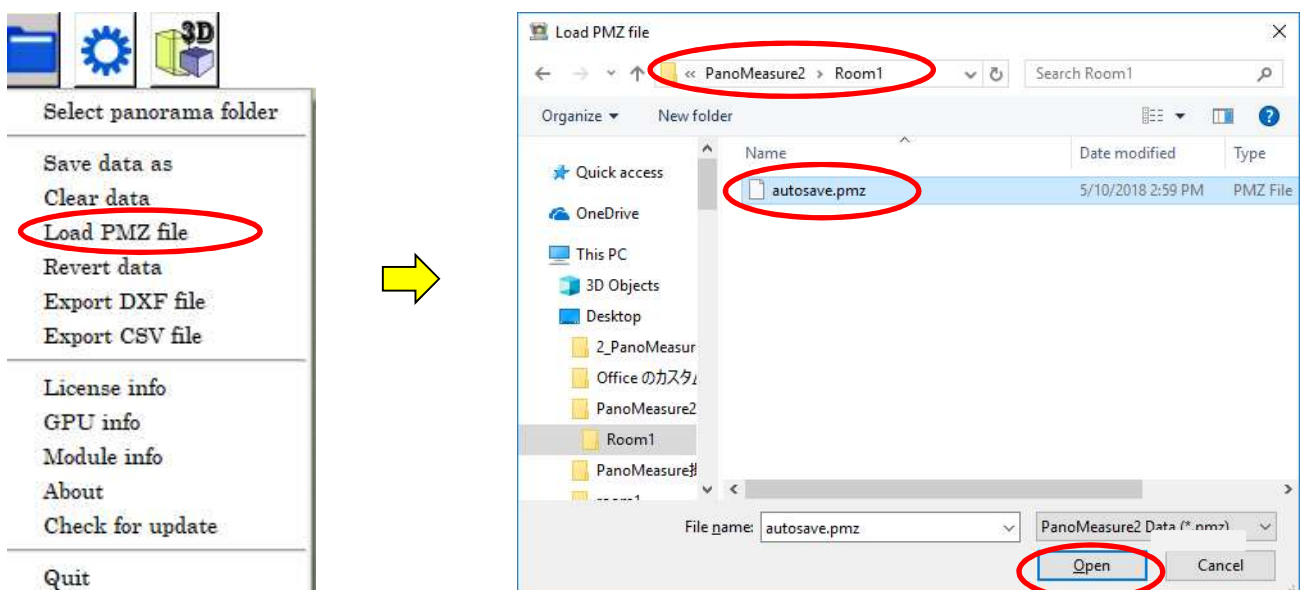 3D
Select panorama folder
Save data as
Clear data
Load PMZ file
Revert data
Export DXF file
Export CSV file
License info
GPU info
Module info
About
Check for update
Quit
Load PMZ file
« PanoMeasure2 › Room1
Search Room1
Organize
New folder
Name
Date modified
Type
autosave.pmz
5/10/2018 2:59 PM
PMZ File
Quick access
OneDrive
This PC
3D Objects
Desktop
2_PanoMeasur
Office のカスタ
PanoMeasure2
Room1
PanoMeasure
File name:
autosave.pmz
PanoMeasure2 Data (*.pmz)
Open
Cancel